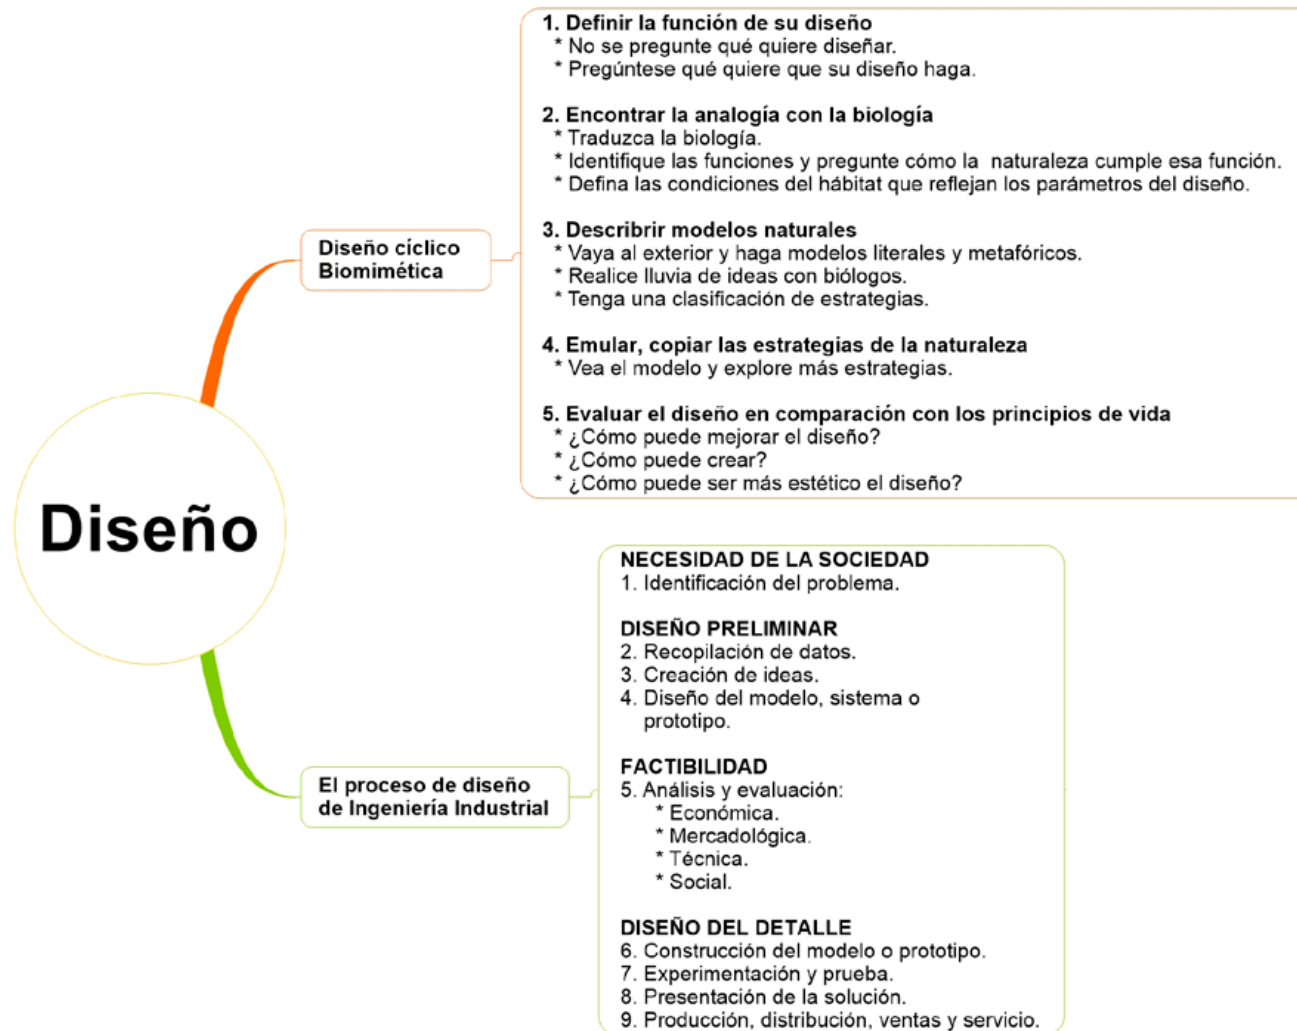 Diseño
Diseño cíclico
Biomimética
1. Definir la función de su diseño
* No se pregunte qué quiere diseñar.
* Pregúntese qué quiere que su diseño haga.
2. Encontrar la analogía con la biología
* Traduzca la biología.
* Identifique las funciones y pregunte cómo la naturaleza cumple esa función.
* Defina las condiciones del hábitat que reflejan los parámetros del diseño.
3. Describrir modelos naturales
* Vaya al exterior y haga modelos literales y metafóricos.
* Realice lluvia de ideas con biólogos.
* Tenga una clasificación de estrategias.
4. Emular, copiar las estrategias de la naturaleza
* Vea el modelo y explore más estrategias.
5. Evaluar el diseño en comparación con los principios de vida
* ¿Cómo puede mejorar el diseño?
* ¿Cómo puede crear?
* ¿Cómo puede ser más estético el diseño?
El proceso de diseño
de Ingeniería Industrial
NECESIDAD DE LA SOCIEDAD
1. Identificación del problema.
DISEÑO PRELIMINAR
2. Recopilación de datos.
3. Creación de ideas.
4. Diseño del modelo, sistema o
prototipo.
FACTIBILIDAD
5. Análisis y evaluación:
* Económica.
* Mercadológica.
* Técnica.
* Social.
DISEÑO DEL DETALLE
6. Construcción del modelo o prototipo.
7. Experimentación y prueba.
8. Presentación de la solución.
9. Producción, distribución, ventas y servicio.